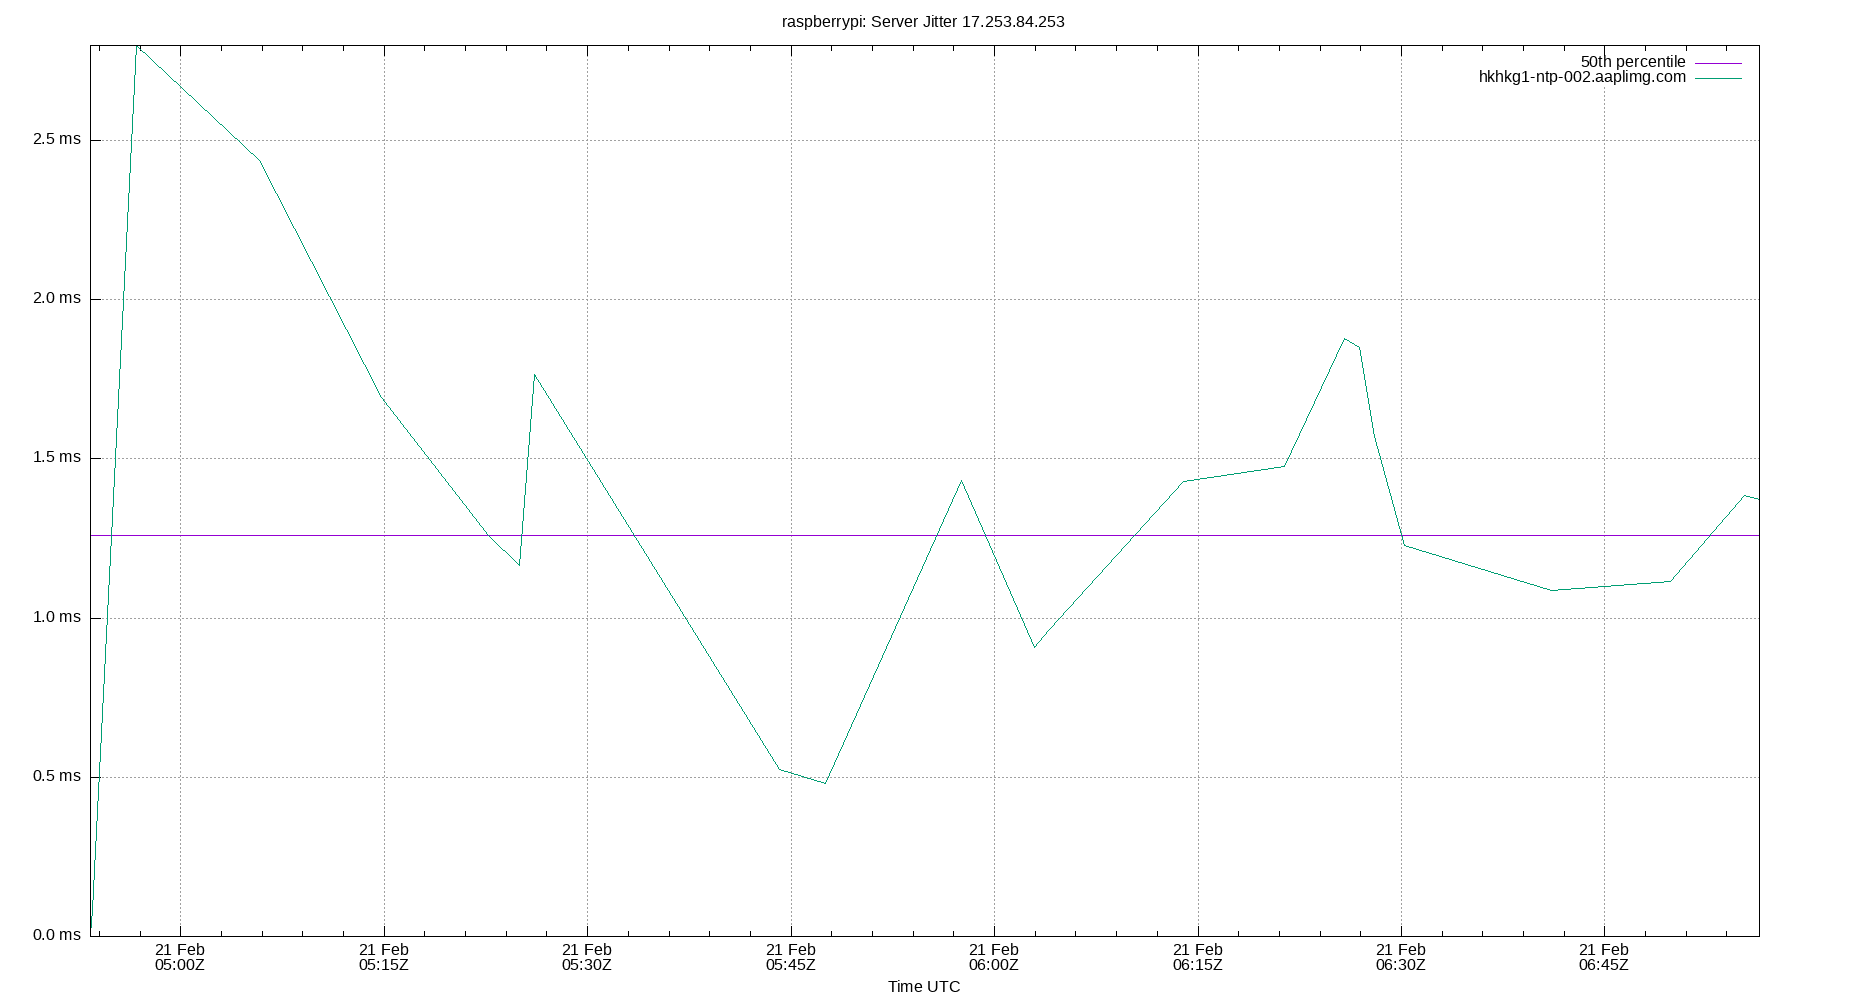 raspberrypi: Server Jitter 17.253.84.253
50th percentile
hkhkg1-ntp-002.aaplimg.com
2.5 ms
2.0 ms
1.5 ms
1.0 ms
0.5 ms
0.0 ms
21 Feb 21 Feb 21 Feb 21 Feb 21 Feb 21 Feb 21 Feb 21 Feb
05:00Z 05:15Z 05:30Z 05:45Z 06:00Z 06:15Z 06:30Z 06:45Z
Time UTC